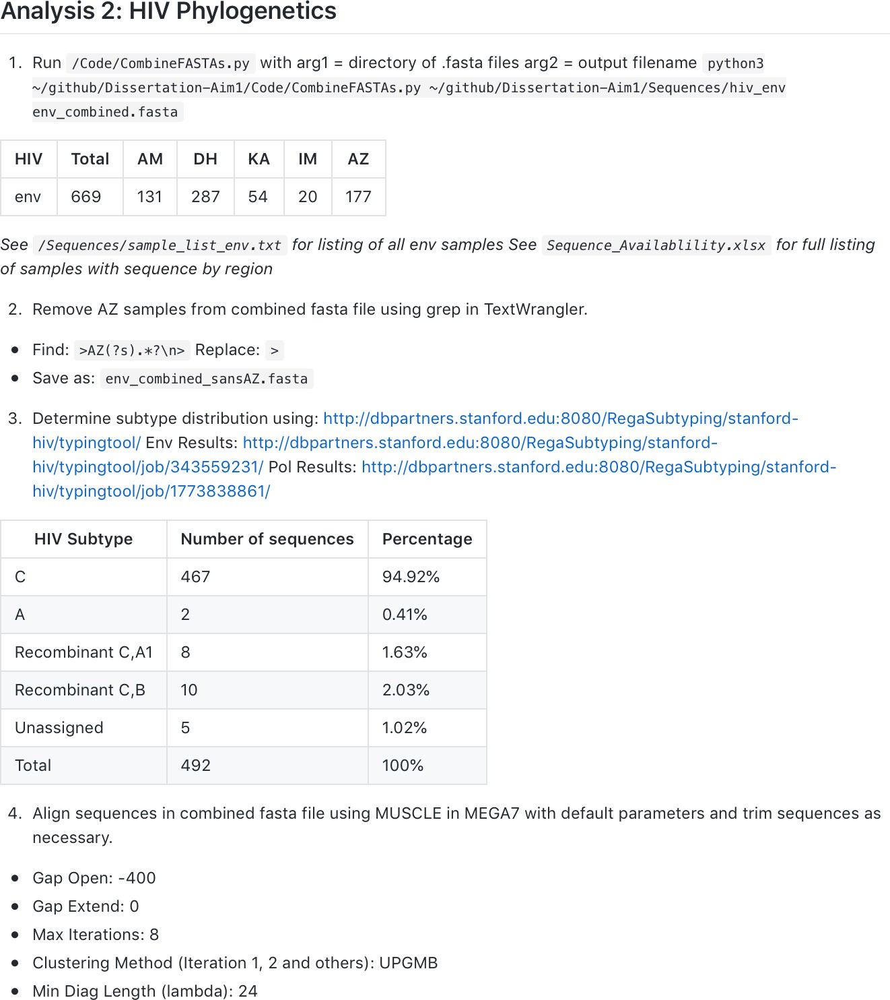 Analysis 2: HIV Phylogenetics
1. Run /Code/CombineFASTAs.py with arg1 = directory of .fasta files arg2 = output filename python3
~/github/Dissertation-Aim1/Code/CombineFASTAs.py ~/github/Dissertation-Aim1/Sequences/hiv_env
env_combined.fasta
HIV Total AM DH KA IM AZ
env 669 131 287 54 20 177
See /Sequences/sample_list_env.txt for listing of all env samples See Sequence_Availablility.xlsx for full listing
of samples with sequence by region
2. Remove AZ samples from combined fasta file using grep in TextWrangler.
• Find: >AZ(?s).*?\n> Replace: >
• Save as: env_combined_sansAZ.fasta
3. Determine subtype distribution using: http://dbpartners.stanford.edu:8080/RegaSubtyping/stanford-
hiv/typingtool/ Env Results: http://dbpartners.stanford.edu:8080/RegaSubtyping/stanford-
hiv/typingtool/job/343559231/ Pol Results: http://dbpartners.stanford.edu:8080/RegaSubtyping/stanford-
hiv/typingtool/job/1773838861/
HIV Subtype Number of sequences Percentage
C 467 94.92%
A 2 0.41%
Recombinant C,A1 8 1.63%
Recombinant C,B 10 2.03%
Unassigned 5 1.02%
Total 492 100%
4. Align sequences in combined fasta file using MUSCLE in MEGA7 with default parameters and trim sequences as
necessary.
• Gap Open: -400
• Gap Extend: 0
• Max Iterations: 8
• Clustering Method (Iteration 1, 2 and others): UPGMB
• Min Diag Length (lambda): 24